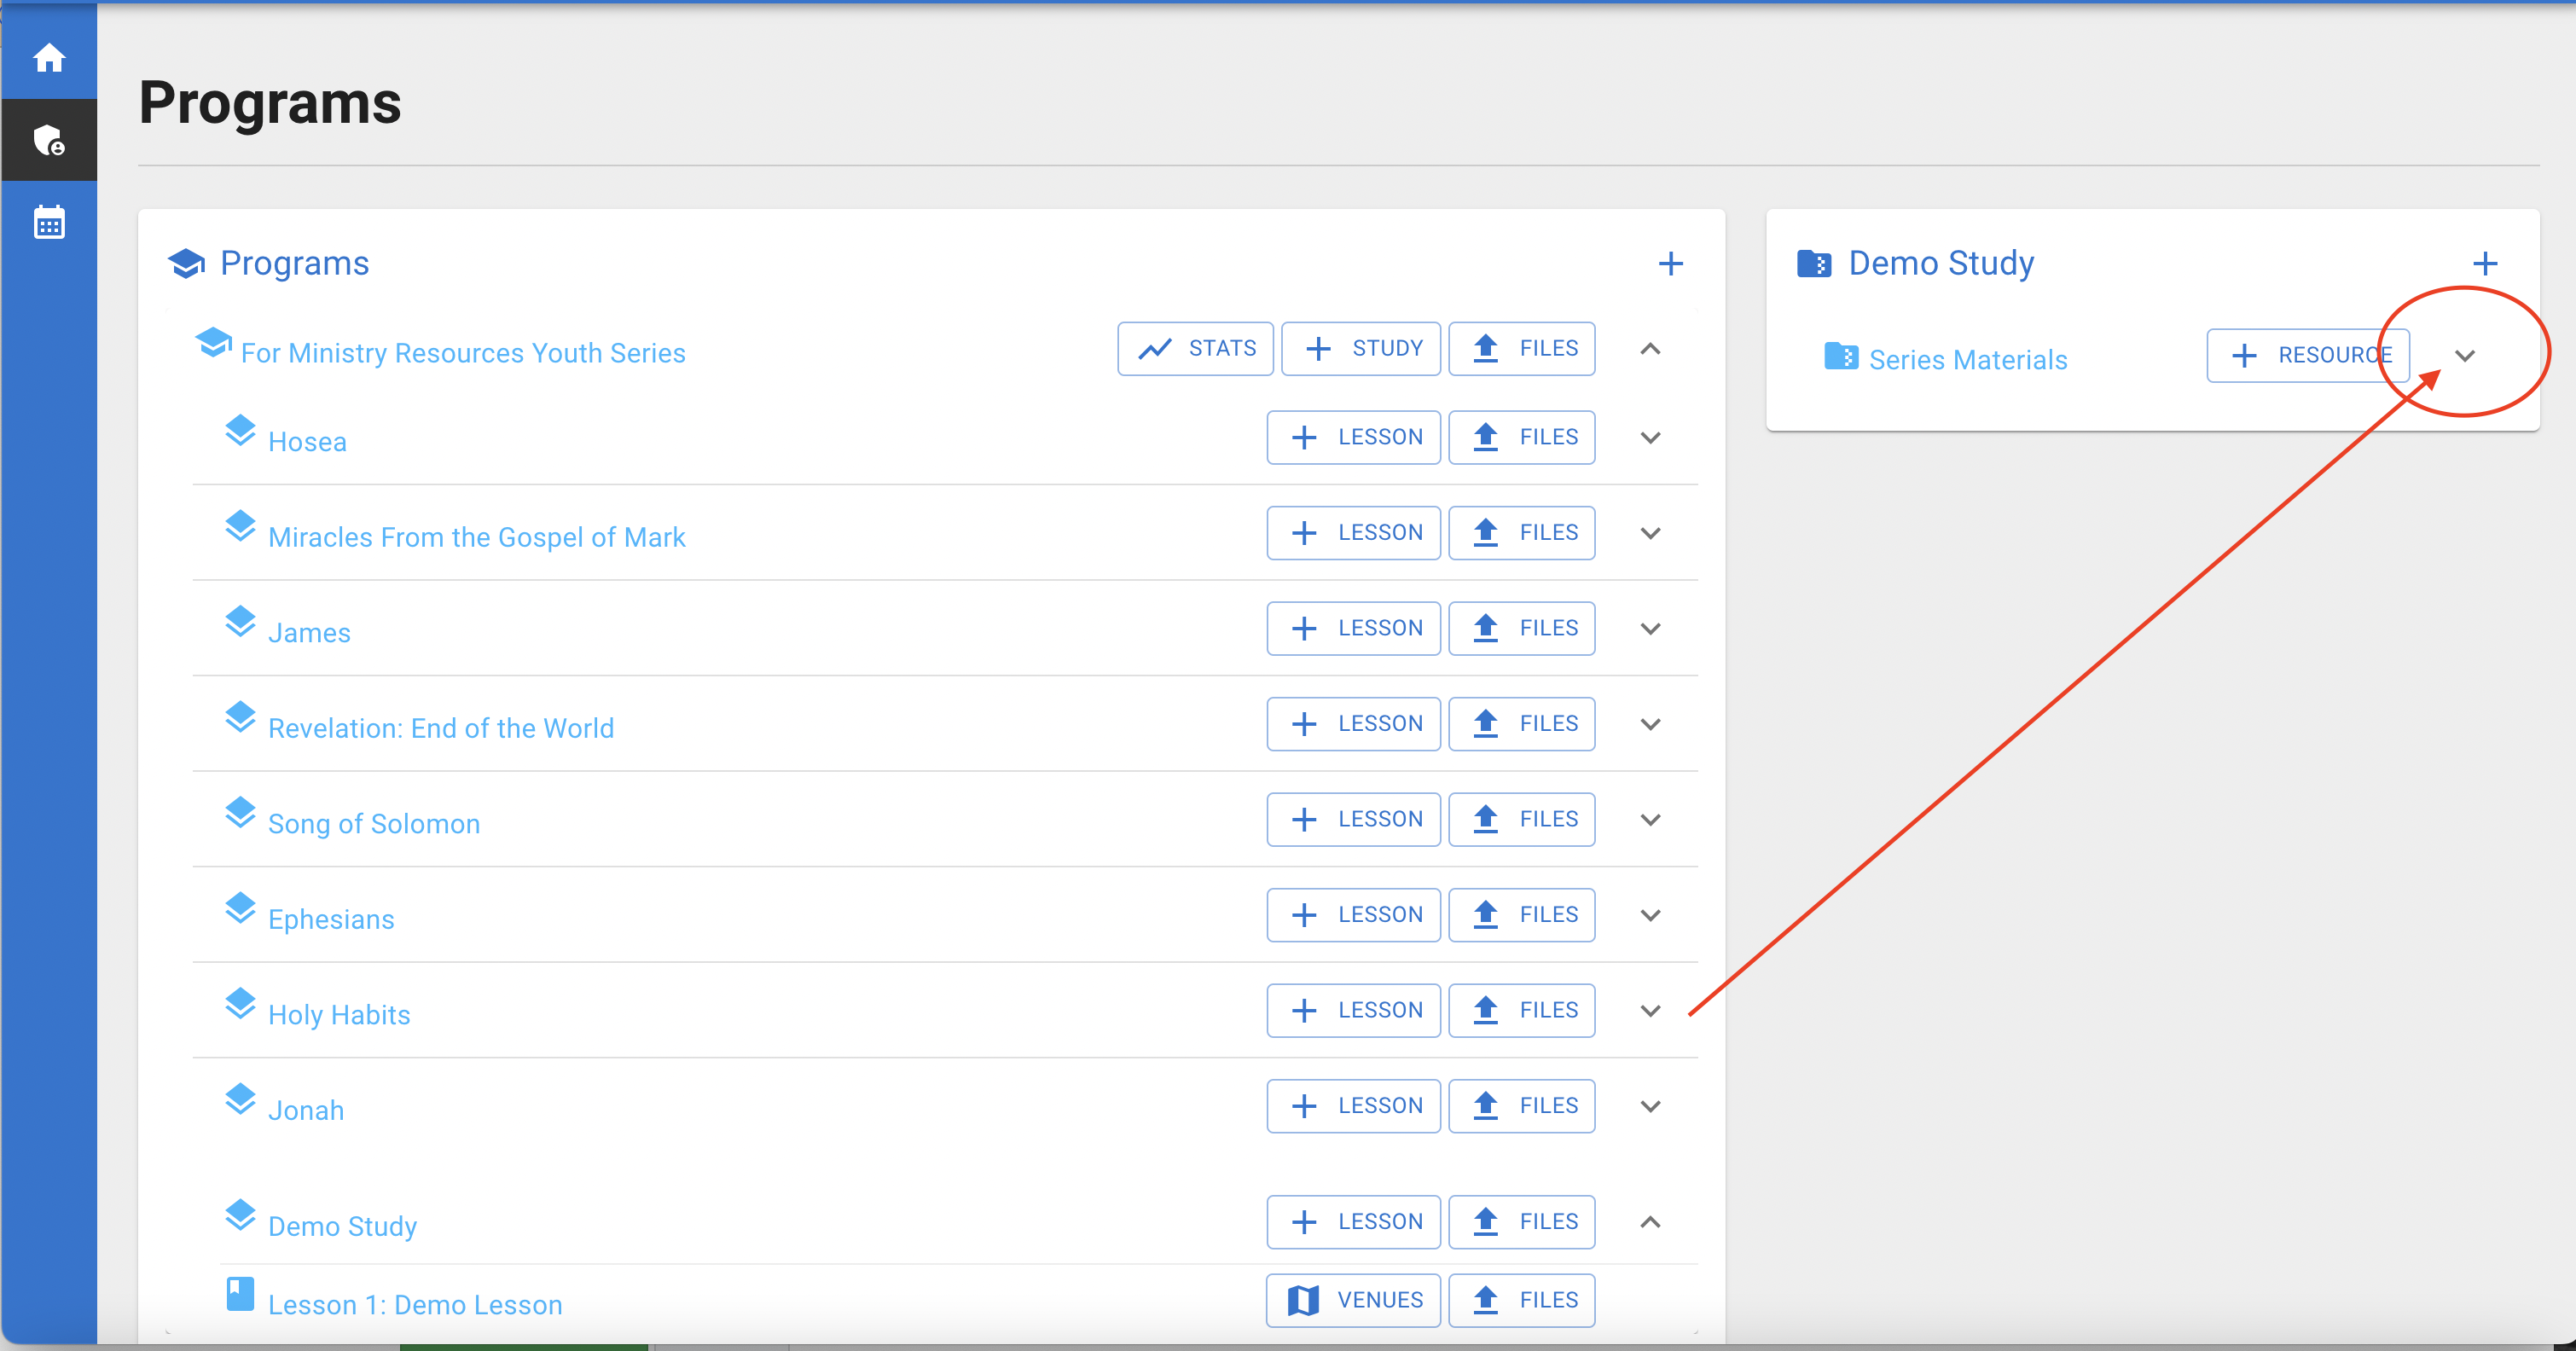 Programs
Programs
For Ministry Resources Youth Series STATS STUDY FILES
Hosea LESSON FILES
Miracles From the Gospel of Mark LESSON FILES
James LESSON FILES
Revelation: End of the World LESSON FILES
Song of Solomon LESSON FILES
Ephesians LESSON FILES
Holy Habits LESSON FILES
Jonah LESSON FILES
Demo Study LESSON FILES
Lesson 1: Demo Lesson VENUES FILES
Demo Study
Series Materials RESOURCE